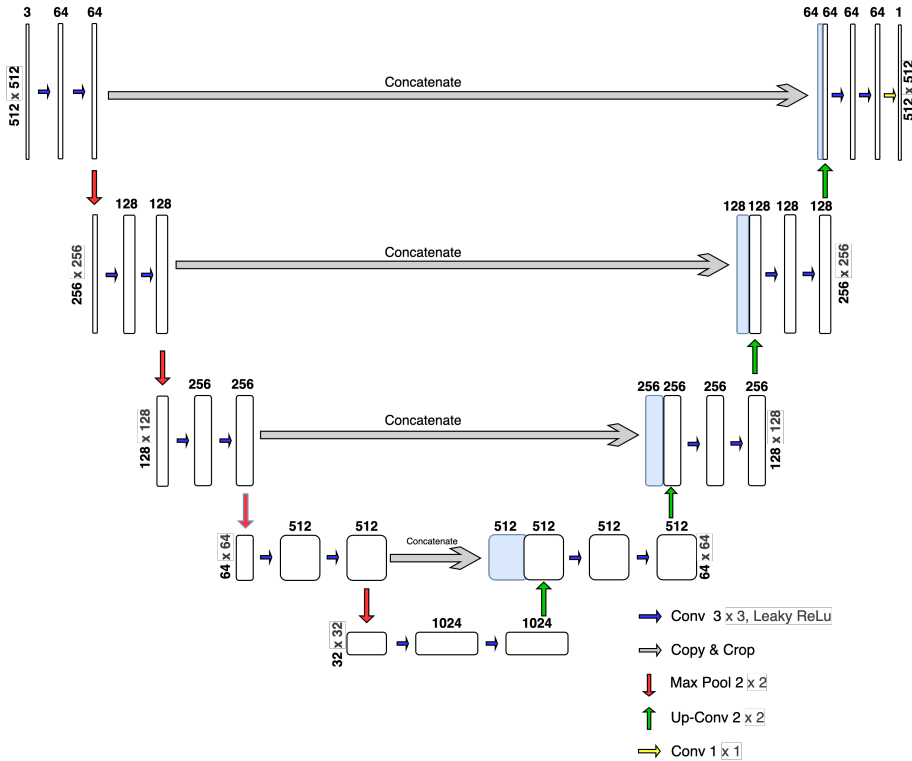 3 64 64
64 64 64 64 1
512 x 512
Concatenate
512 x 512
128 128
128 128 128 128
256 x 256
Concatenate
256 x 256
256 256
256 256 256 256
128 x 128
Concatenate
128 x 128
512 512
512 512 512 512
64 x 64
Concatenate
64 x 64
1024 1024
32 x 32
Conv 3 x 3, Leaky ReLu
Copy & Crop
Max Pool 2 x 2
Up-Conv 2 x 2
Conv 1 x 1